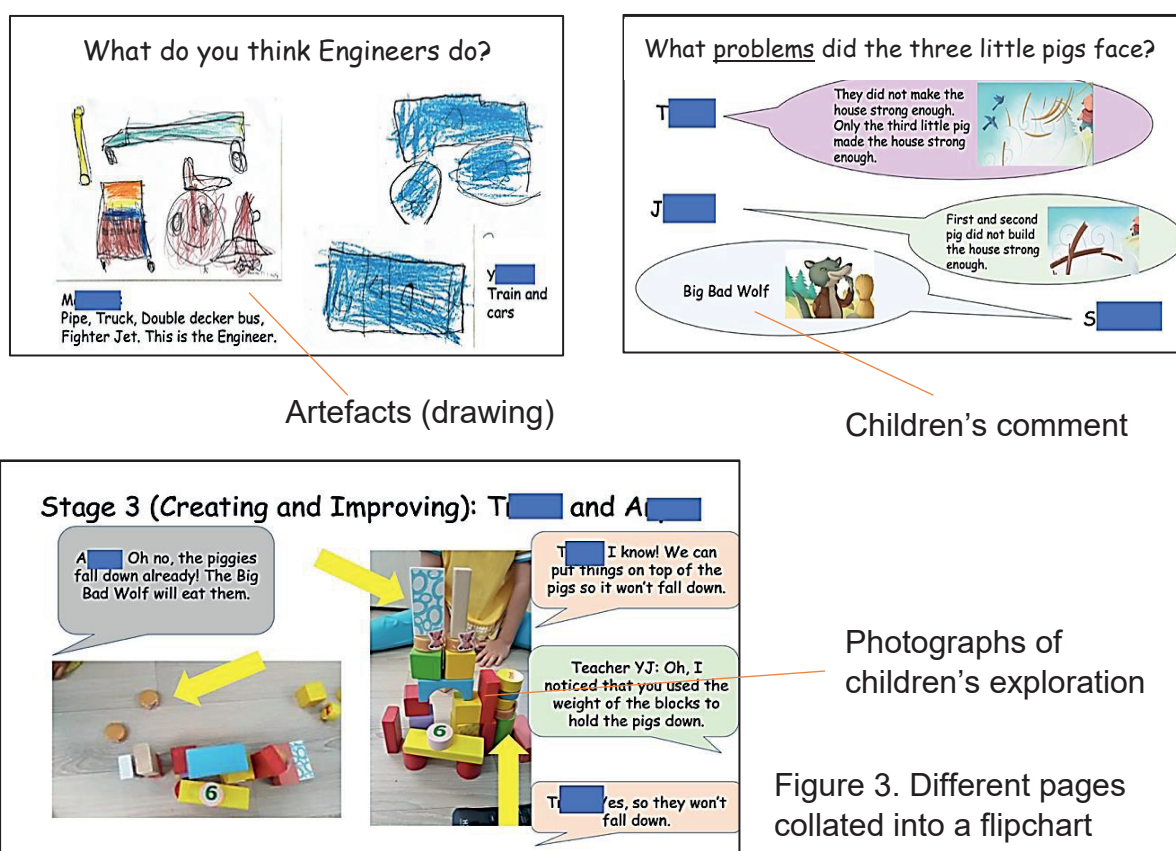 What do you think Engineers do?
M
Pipe, Truck, Double decker bus,
Fighter Jet. This is the Engineer.
Y
Train and
cars
Artefacts (drawing)
What problems did the three little pigs face?
T
They did not make the
house strong enough.
Only the third little pig
made the house strong
enough.
J
First and second
pig did not build
the house strong
enough.
Big Bad Wolf
S
Children's comment
Stage 3 (Creating and Improving): Tr and A
A Oh no, the piggies
fall down already! The Big
Bad Wolf will eat them.
6
T I know! We can
put things on top of the
pigs so it won't fall down.
Teacher YJ: Oh, I
noticed that you used the
weight of the blocks to
hold the pigs down.
6
Tr Yes, so they won't
fall down.
Photographs of
children's exploration
Figure 3. Different pages
collated into a flipchart